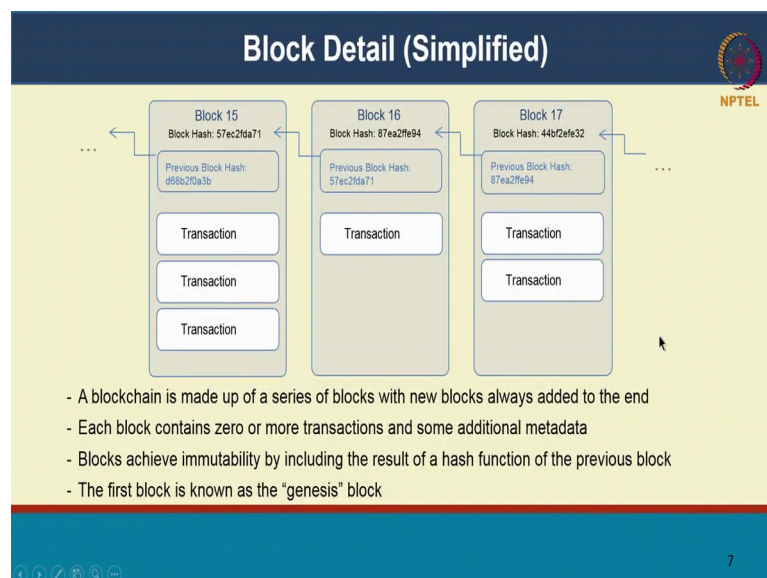 Block Detail (Simplified)
NPTEL
...
Block 15
Block Hash: 57ec2fda71
Previous Block Hash:
d68b2f0a3b
Transaction
Transaction
Transaction
Block 16
Block Hash: 87ea2ffe94
Previous Block Hash:
57ec2fda71
Transaction
Block 17
Block Hash: 44bf2efe32
Previous Block Hash:
87ea2ffe94
Transaction
Transaction
...
- A blockchain is made up of a series of blocks with new blocks always added to the end
- Each block contains zero or more transactions and some additional metadata
- Blocks achieve immutability by including the result of a hash function of the previous block
- The first block is known as the “genesis” block
7